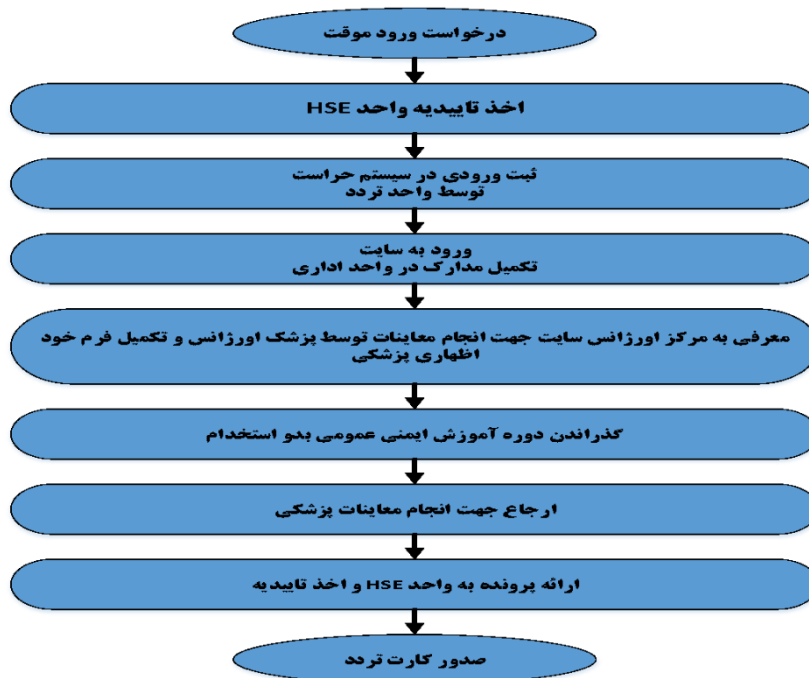 درخواست ورود موقت
اخذ تاییدیه واحد HSE
ثبت ورودی در سیستم حراست
توسط واحد تردد
ورود به سایت
تکمیل مدارک در واحد اداری
معرفی به مرکز اورژانس سایت جهت انجام معاینات توسط پزشک اورژانس و تکمیل فرم خود
اظهاری پزشکی
گذراندن دوره آموزش ایمنی عمومی بدو استخدام
ارجاع جهت انجام معاینات پزشکی
ارائه پرونده به واحد HSE و اخذ تاییدیه
صدور کارت تردد